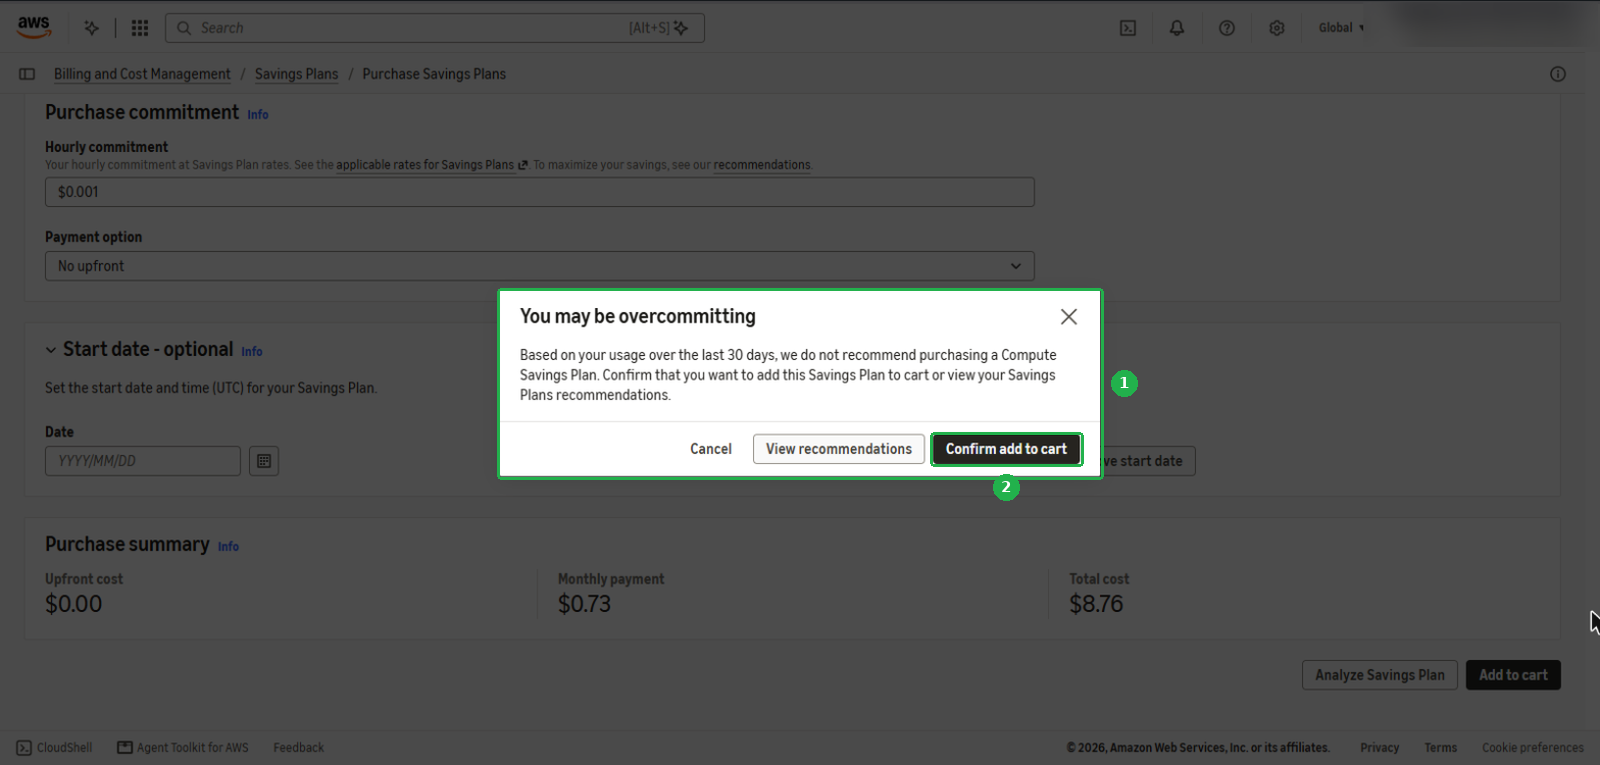 aws
Search
[Alt+S]
Global
Billing and Cost Management / Savings Plans / Purchase Savings Plans
Purchase commitment Info
Hourly commitment
Your hourly commitment at Savings Plan rates. See the applicable rates for Savings Plans. To maximize your savings, see our recommendations.
$0.001
Payment option
No upfront
You may be overcommitting
Based on your usage over the last 30 days, we do not recommend purchasing a Compute
Savings Plan. Confirm that you want to add this Savings Plan to cart or view your Savings
Plans recommendations.
1
Cancel
View recommendations
Confirm add to cart
2
Start date - optional Info
Set the start date and time (UTC) for your Savings Plan.
Date
YYYY/MM/DD
ve start date
Purchase summary Info
Upfront cost
$0.00
Monthly payment
$0.73
Total cost
$8.76
Analyze Savings Plan
Add to cart
CloudShell
Agent Toolkit for AWS
Feedback
© 2026, Amazon Web Services, Inc. or its affiliates.
Privacy
Terms
Cookie preferences